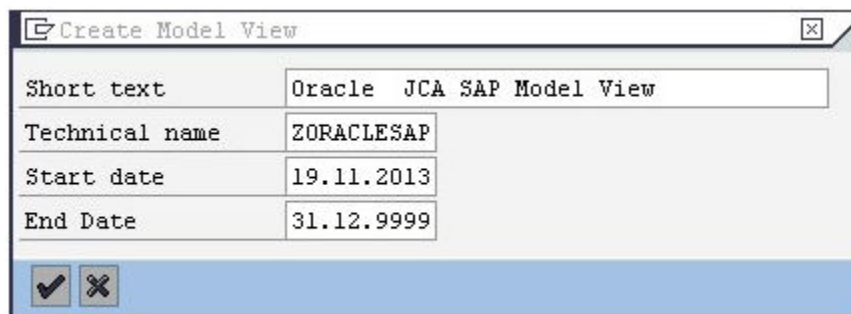 Create Model View
Short text Oracle  JCA SAP Model View
Technical name ZORACLESAP
Start date 19.11.2013
End Date 31.12.9999